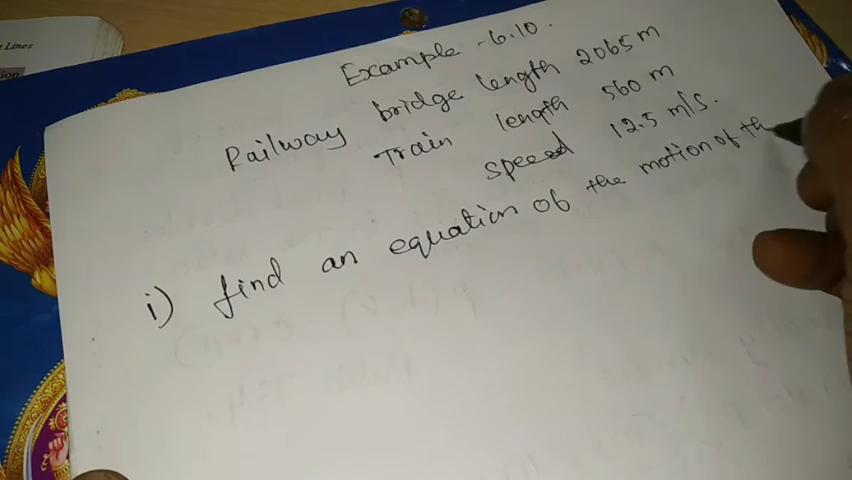 Lines
Example - 6.10.
Railway bridge length 2065 m
Train length 560 m
speed 12.5 m/s.
i) find an equation of the motion of th